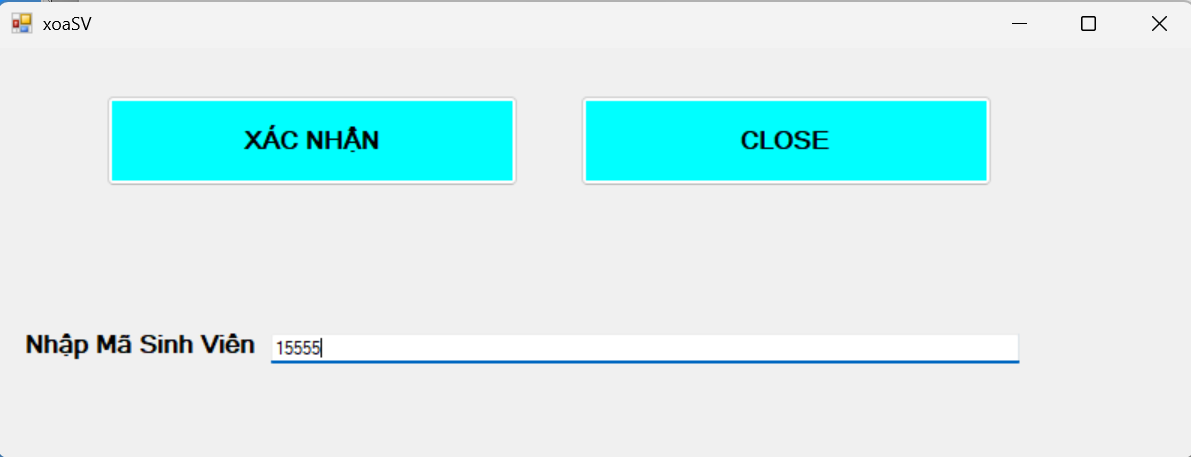 xoaSV
XÁC NHẬN
CLOSE
Nhập Mã Sinh Viên
15555